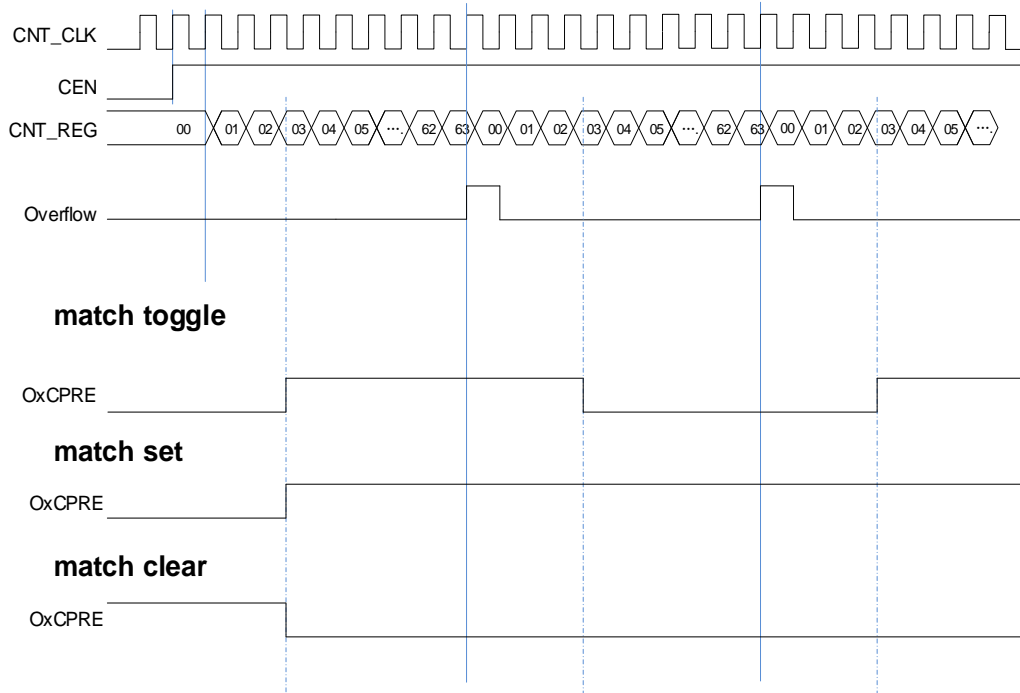 CNT_CLK
CEN
CNT_REG 00 01 02 03 04 05 .... 62 63 00 01 02 03 04 05 .... 62 63 00 01 02 03 04 05 ....
Overflow
match toggle
OxCPRE
match set
OxCPRE
match clear
OxCPRE